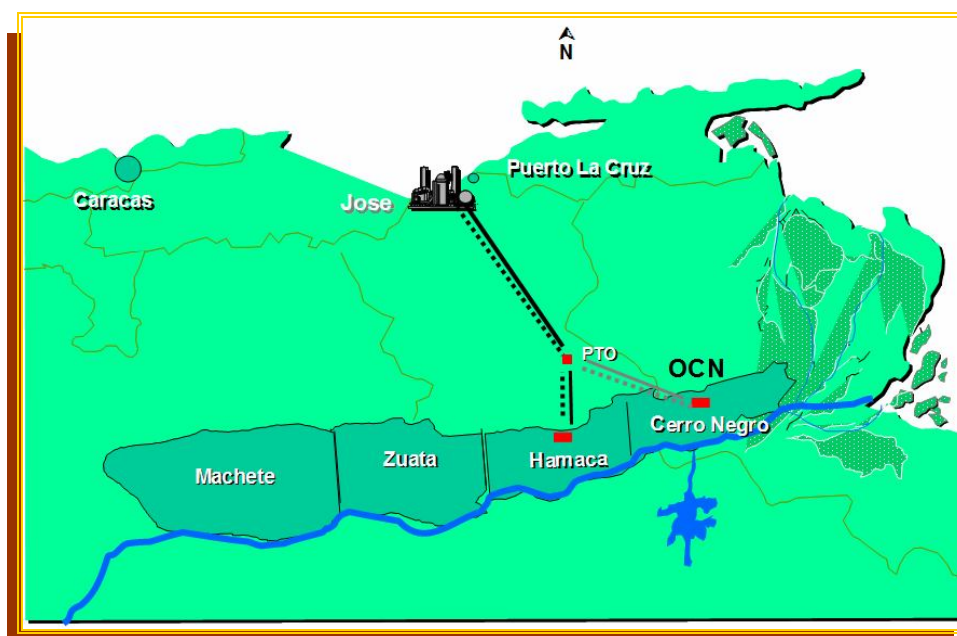 N
Puerto La Cruz
Caracas
Jose
PTO
OCN
Cerro Negro
Zuata
Hamaca
Machete